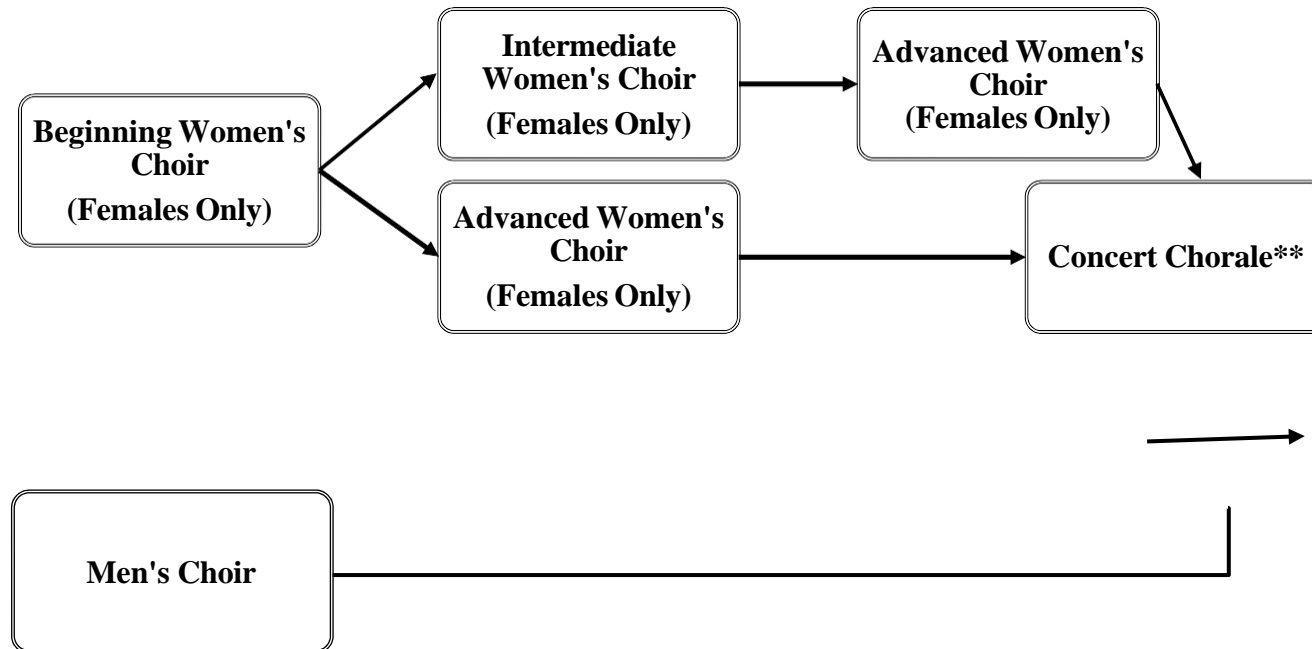 Beginning Women's
Choir
(Females Only)
Intermediate
Women's Choir
(Females Only)
Advanced Women's
Choir
(Females Only)
Advanced Women's
Choir
(Females Only)
Concert Chorale**
Men's Choir